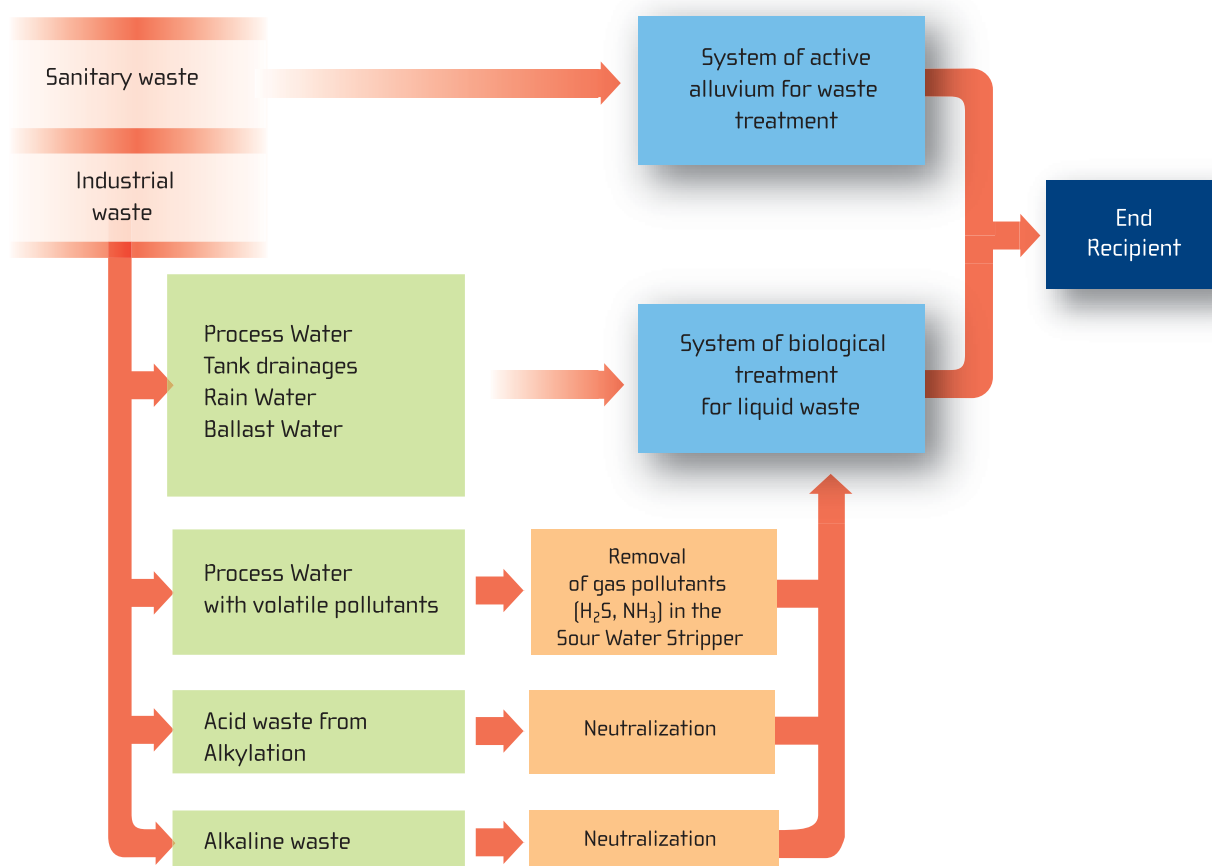 Sanitary waste
System of active
alluvium for waste
treatment
Industrial
waste
End
Recipient
Process Water
Tank drainages
Rain Water
Ballast Water
System of biological
treatment
for liquid waste
Process Water
with volatile pollutants
Removal
of gas pollutants
(H₂S, NH₃) in the
Sour Water Stripper
Acid waste from
Alkylation
Neutralization
Alkaline waste
Neutralization